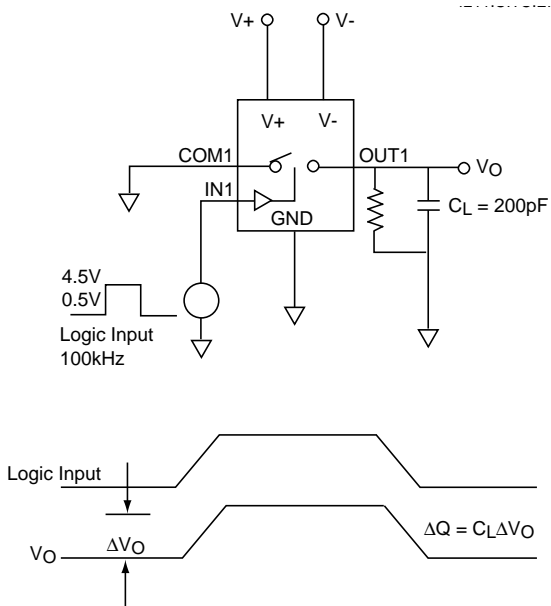 V+ V-
V+ V-
COM1 OUT1 VO
IN1
GND CL = 200pF
4.5V
0.5V
Logic Input
100kHz
Logic Input
ΔVO ΔQ = CLΔVO
VO